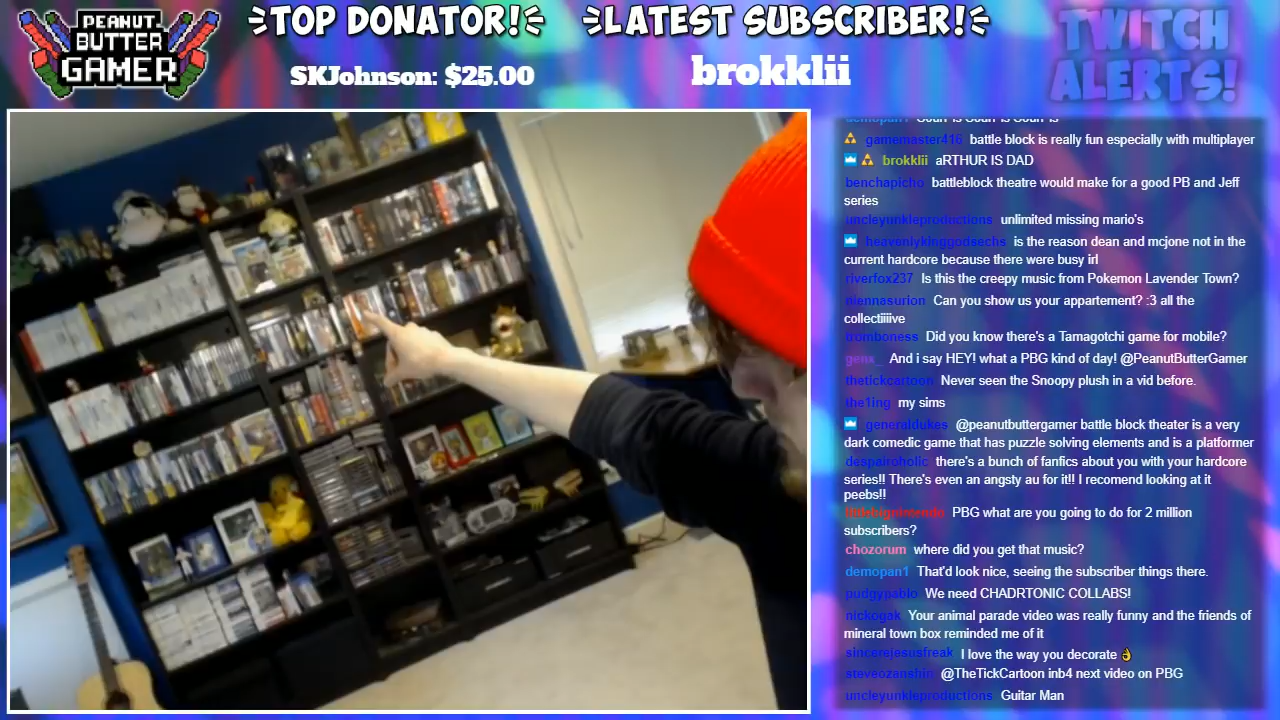 PEANUT
BUTTER
GAMER
TOP DONATOR!
LATEST SUBSCRIBER!
SKJohnson: $25.00
brokklii
TWITCH
ALERTS!
gamemaster416 battle block is really fun especially with multiplayer
brokklii aRTHUR IS DAD
benchapicho battleblock theatre would make for a good PB and Jeff
series
uncleyunkleproductions unlimited missing mario's
heavenlykinggodsechs is the reason dean and mcjone not in the
current hardcore because there were busy irl
riverfox237 Is this the creepy music from Pokemon Lavender Town?
niennasurion Can you show us your appartement? :3 all the
collectiiiive
tromboness Did you know there's a Tamagotchi game for mobile?
genx_ And i say HEY! what a PBG kind of day! @PeanutButterGamer
thetickcartoon Never seen the Snoopy plush in a vid before.
the1ing my sims
generaldukes @peanutbuttergamer battle block theater is a very
dark comedic game that has puzzle solving elements and is a platformer
despairoholic there's a bunch of fanfics about you with your hardcore
series!! There's even an angsty au for it!! I recomend looking at it
peebs!!
PBG what are you going to do for 2 million
subscribers?
chozorum where did you get that music?
demopan1 That'd look nice, seeing the subscriber things there.
pudgypablo We need CHADRTONIC COLLABS!
nickogak Your animal parade video was really funny and the friends of
mineral town box reminded me of it
sincerejesusfreak I love the way you decorate 👌
steveozanshin @TheTickCartoon inb4 next video on PBG
uncleyunkleproductions Guitar Man